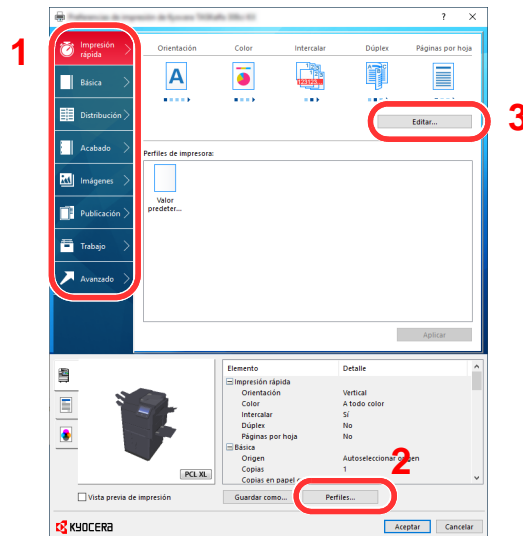 Preferencias de impresión de Kyocera TASKalfa
? ×
1
Impresión
rápida
Básica
Distribución
Acabado
Imágenes
Publicación
Trabajo
Avanzado
Orientación Color Intercalar Dúplex Páginas por hoja
A
123123...
Editar...
3
Perfiles de impresora:
Valor
predeter...
Aplicar
Elemento Detalle
Impresión rápida
Orientación Vertical
Color A todo color
Intercalar Sí
Dúplex No
Páginas por hoja No
Básica
Origen Autoseleccionar origen
Copias 1
Copias en papel
2
PCL XL
Vista previa de impresión
Guardar como... Perfiles...
KYOCERA
Aceptar Cancelar